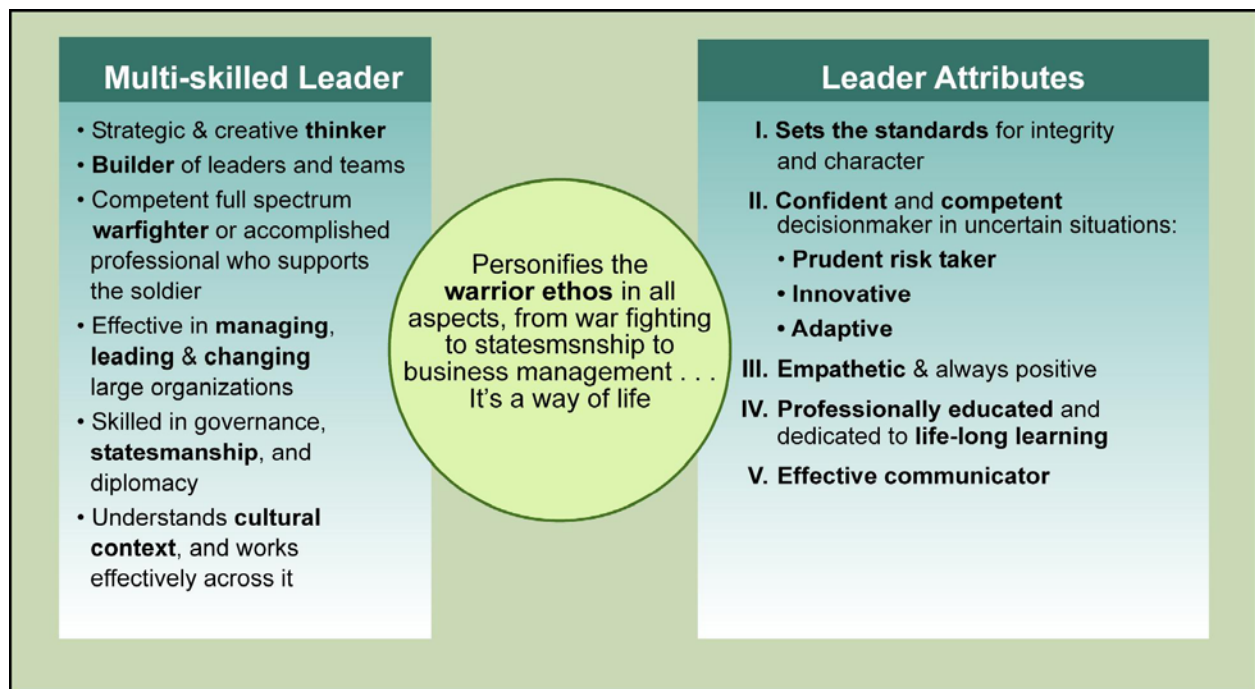 Multi-skilled Leader
• Strategic & creative thinker
• Builder of leaders and teams
• Competent full spectrum
warfighter or accomplished
professional who supports
the soldier
• Effective in managing,
leading & changing
large organizations
• Skilled in governance,
statesmanship, and
diplomacy
• Understands cultural
context, and works
effectively across it
Personifies the
warrior ethos in all
aspects, from war fighting
to statesmsnship to
business management . . .
It's a way of life
Leader Attributes
I. Sets the standards for integrity
and character
II. Confident and competent
decisionmaker in uncertain situations:
• Prudent risk taker
• Innovative
• Adaptive
III. Empathetic & always positive
IV. Professionally educated and
dedicated to life-long learning
V. Effective communicator